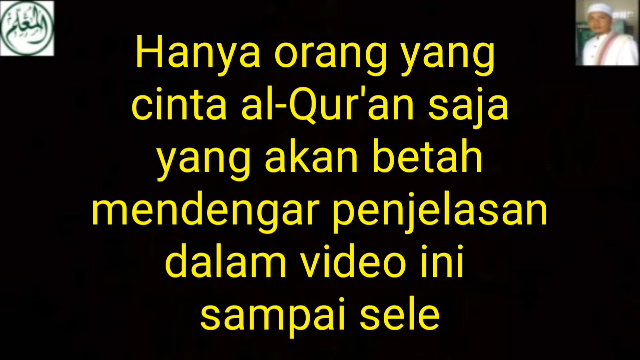 Hanya orang yang
cinta al-Qur'an saja
yang akan betah
mendengar penjelasan
dalam video ini
sampai sele